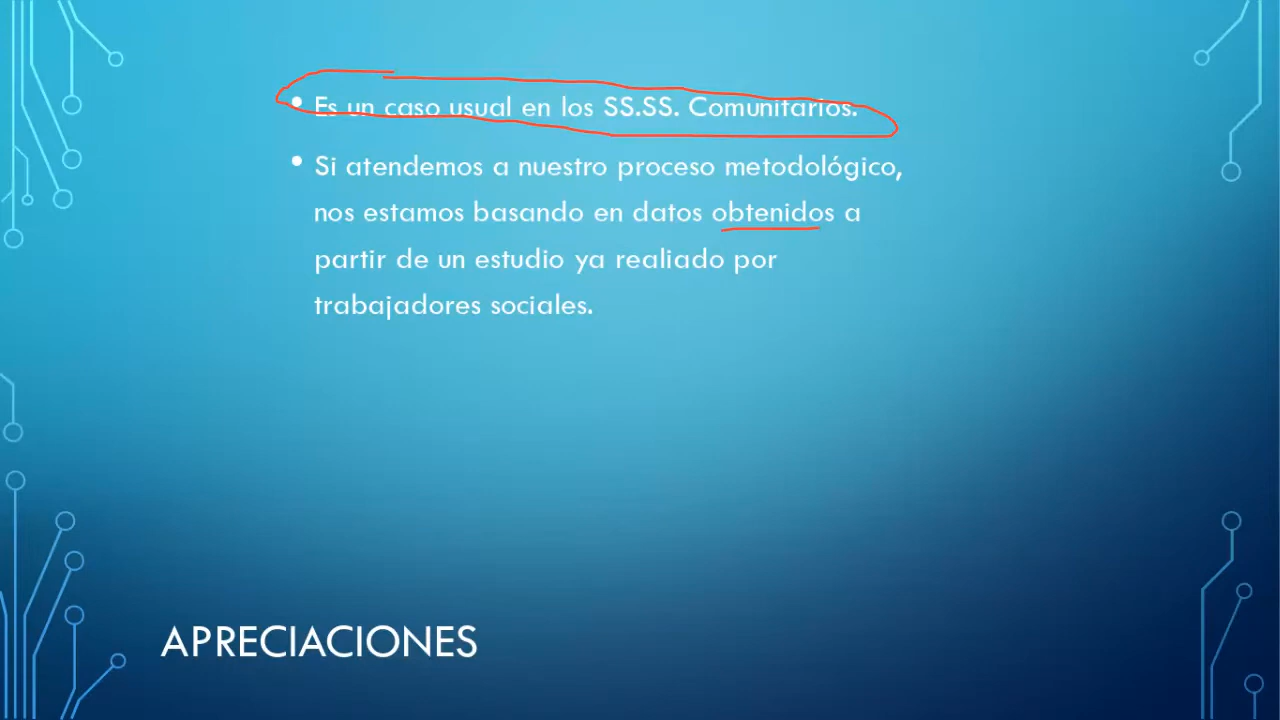 • Es un caso usual en los SS.SS. Comunitarios.
• Si atendemos a nuestro proceso metodológico,
nos estamos basando en datos obtenidos a
partir de un estudio ya realiado por
trabajadores sociales.
APRECIACIONES